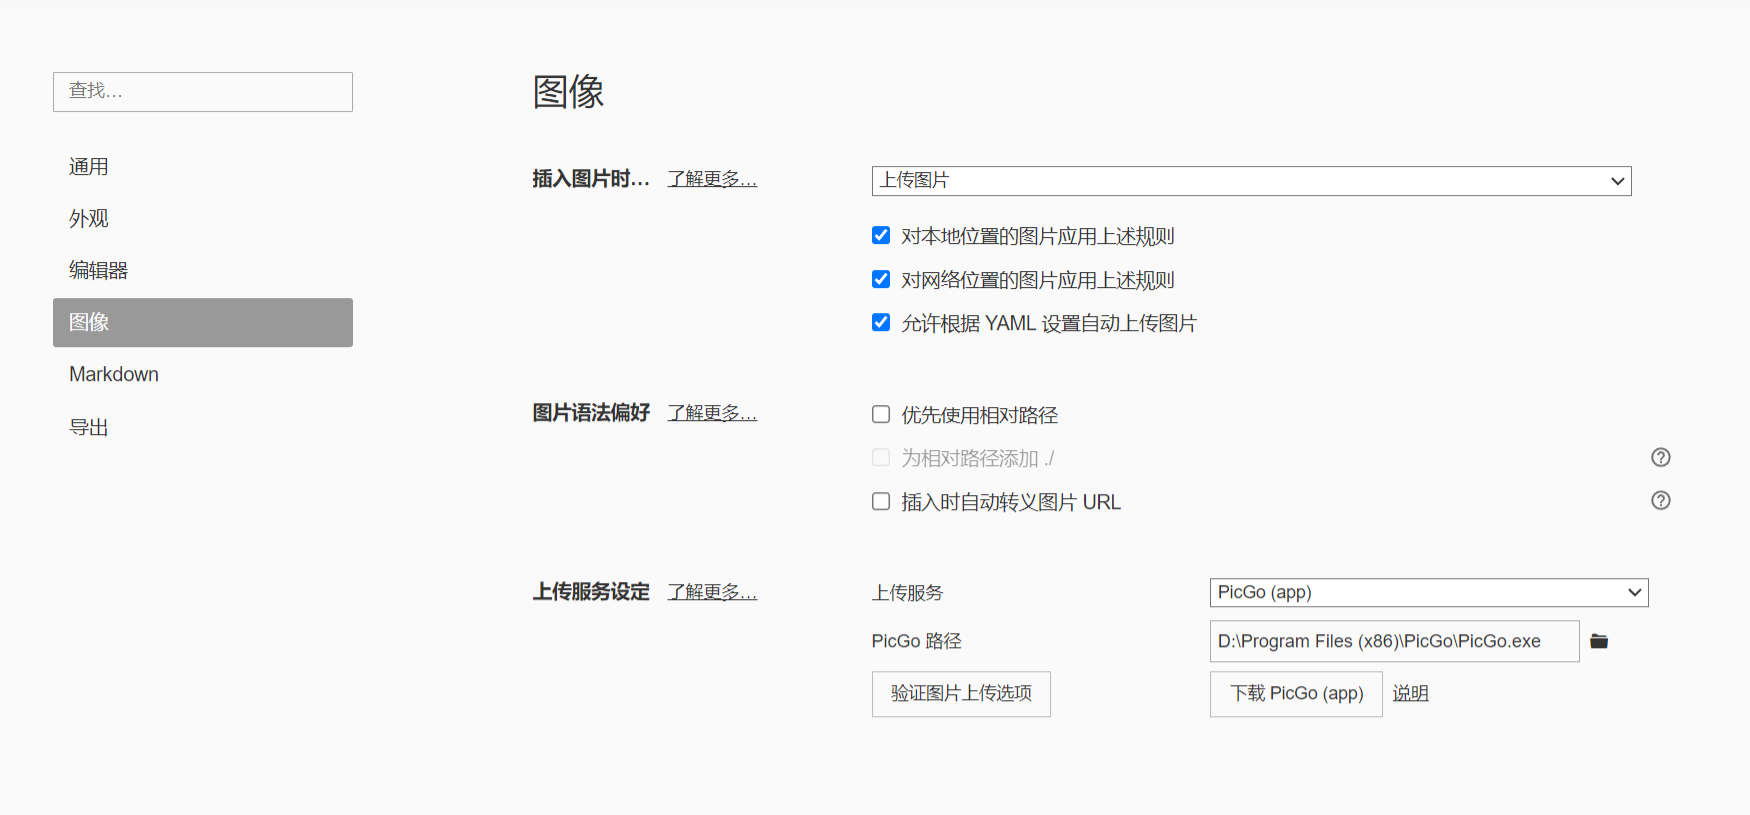 查找…
通用
外观
编辑器
图像
Markdown
导出
图像
插入图片时… 了解更多… 上传图片
对本地位置的图片应用上述规则
对网络位置的图片应用上述规则
允许根据 YAML 设置自动上传图片
图片语法偏好 了解更多… 优先使用相对路径
为相对路径添加 ./
插入时自动转义图片 URL
上传服务设定 了解更多… 上传服务 PicGo (app)
PicGo 路径 D:\Program Files (x86)\PicGo\PicGo.exe
验证图片上传选项 下载 PicGo (app) 说明